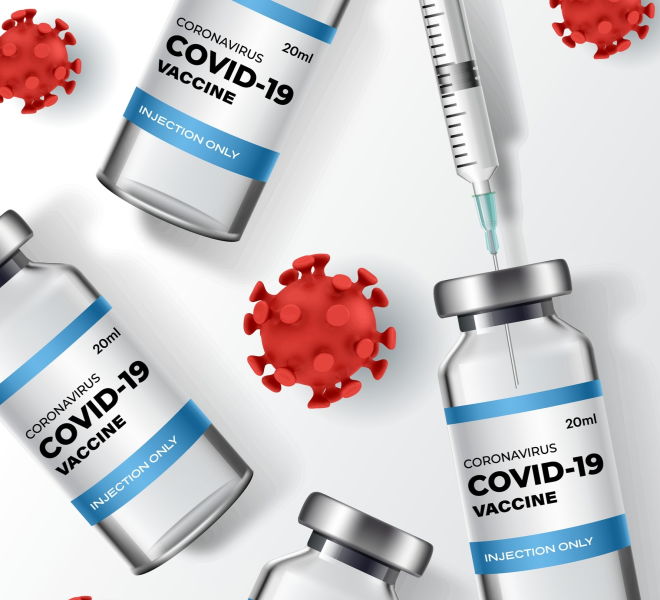 CORONAVIRUS
20ml
COVID-19
VACCINE
INJECTION ONLY
20ml
CORONAVIRUS
COVID-19
VACCINE
INJECTION ONLY
20ml
CORONAVIRUS
COVID-19
VACCINE
INJECTION ONLY